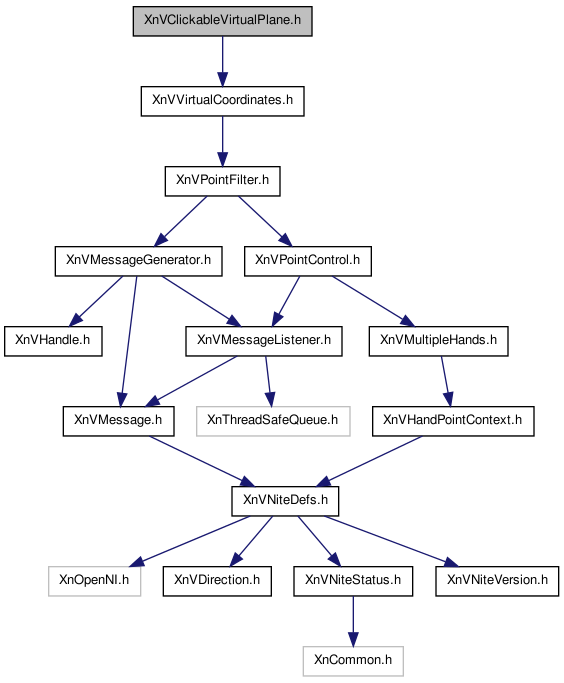 XnVClickableVirtualPlane.h
XnVVirtualCoordinates.h
XnVPointFilter.h
XnVMessageGenerator.h
XnVPointControl.h
XnVHandle.h
XnVMessageListener.h
XnVMultipleHands.h
XnVMessage.h
XnThreadSafeQueue.h
XnVHandPointContext.h
XnVNiteDefs.h
XnOpenNI.h
XnVDirection.h
XnVNiteStatus.h
XnVNiteVersion.h
XnCommon.h